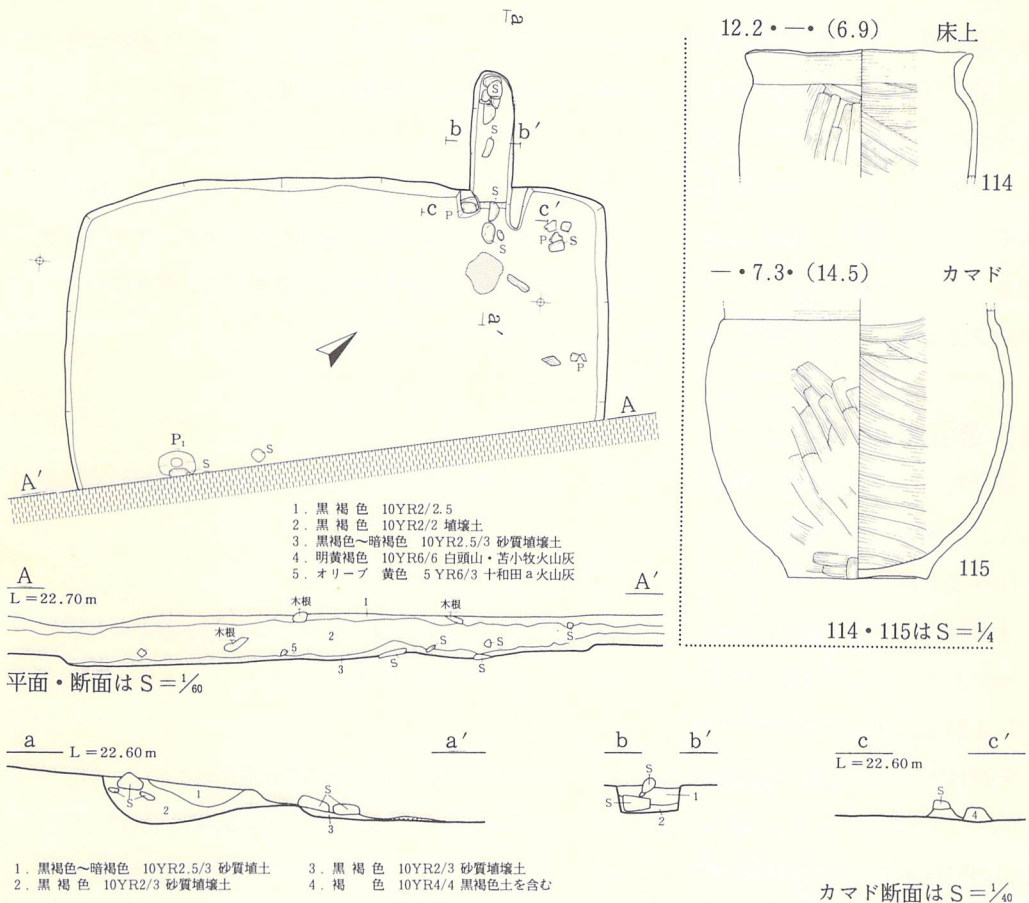 a
12.2・—・(6.9) 床上
S
b S b′
114
S
c P c′
P S
S
—・7.3・(14.5) カマド
a′
P
A
P₁ S S
A′
1. 黒褐色 10YR2/2.5
2. 黒褐色 10YR2/2 埴壌土
3. 黒褐色～暗褐色 10YR2.5/3 砂質埴壌土
4. 明黄褐色 10YR6/6 白頭山・苫小牧火山灰
5. オリーブ 黄色 5YR6/3 十和田a火山灰
115
A A′
L=22.70m
木根 1 木根
木根 2 S S
5 S S
3
114・115はS=1/4
平面・断面はS=1/60
a L=22.60m a′
S S
1
2
3
b b′
S
S 1
2
c c′
L=22.60m
S
4
1. 黒褐色～暗褐色 10YR2.5/3 砂質埴土
2. 黒褐色 10YR2/3 砂質埴壌土
3. 黒褐色 10YR2/3 砂質埴壌土
4. 褐色 10YR4/4 黒褐色土を含む
カマド断面はS=1/40